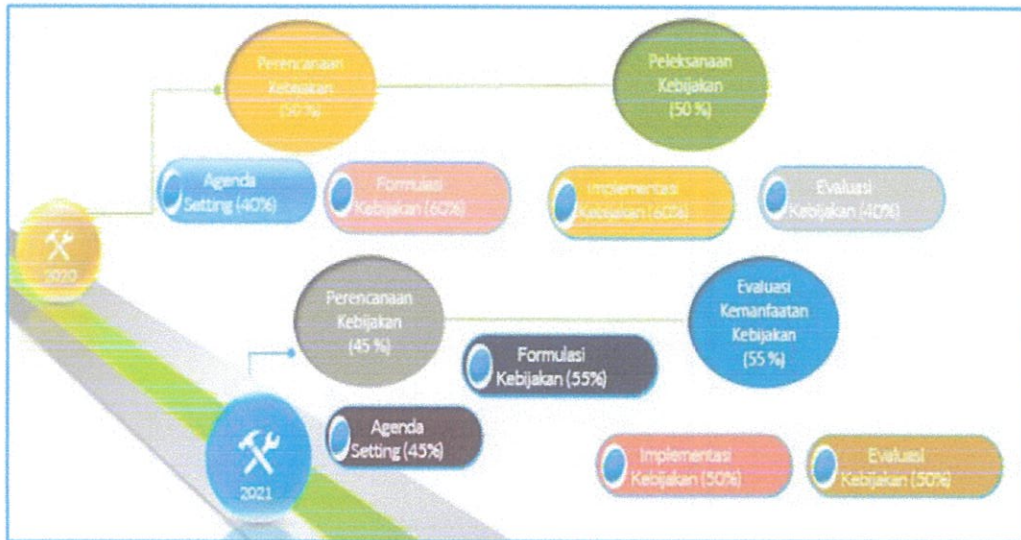 Perencanaan
Kebijakan
(50 %)
Peleksanaan
Kebijakan
(50 %)
Agenda
Setting (40%)
Formulasi
Kebijakan (60%)
Implementasi
Kebijakan (60%)
Evaluasi
Kebijakan (40%)
2020
Perencanaan
Kebijakan
(45 %)
Evaluasi
Kemanfaatan
Kebijakan
(55 %)
Formulasi
Kebijakan (55%)
Agenda
Setting (45%)
Implementasi
Kebijakan (50%)
Evaluasi
Kebijakan (50%)
2021